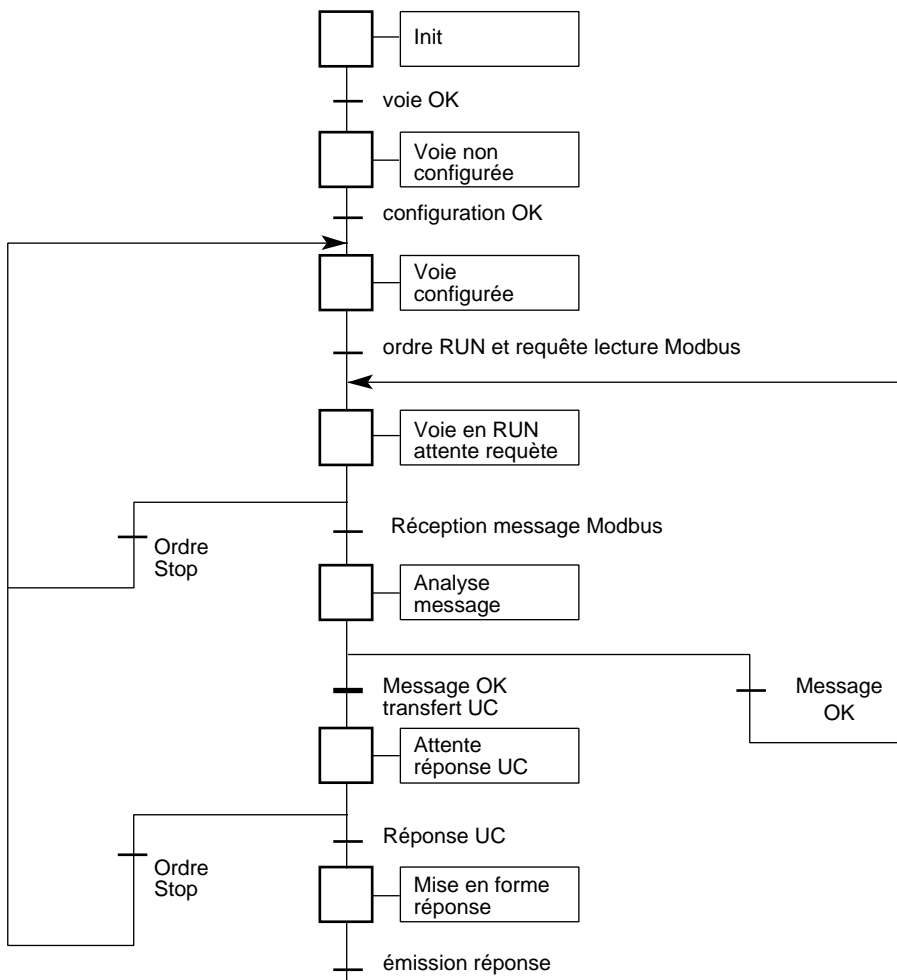 Init
voie OK
Voie non
configurée
configuration OK
Voie
configurée
ordre RUN et requête lecture Modbus
Voie en RUN
attente requète
Réception message Modbus
Ordre
Stop
Analyse
message
Message OK
transfert UC
Message
OK
Attente
réponse UC
Réponse UC
Ordre
Stop
Mise en forme
réponse
émission réponse